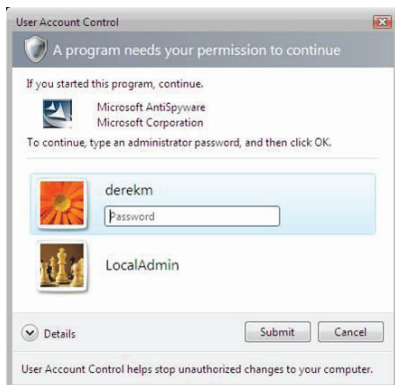 User Account Control
A program needs your permission to continue
If you started this program, continue.
Microsoft AntiSpyware
Microsoft Corporation
To continue, type an administrator password, and then click OK.
derekm
Password
LocalAdmin
Details
Submit
Cancel
User Account Control helps stop unauthorized changes to your computer.